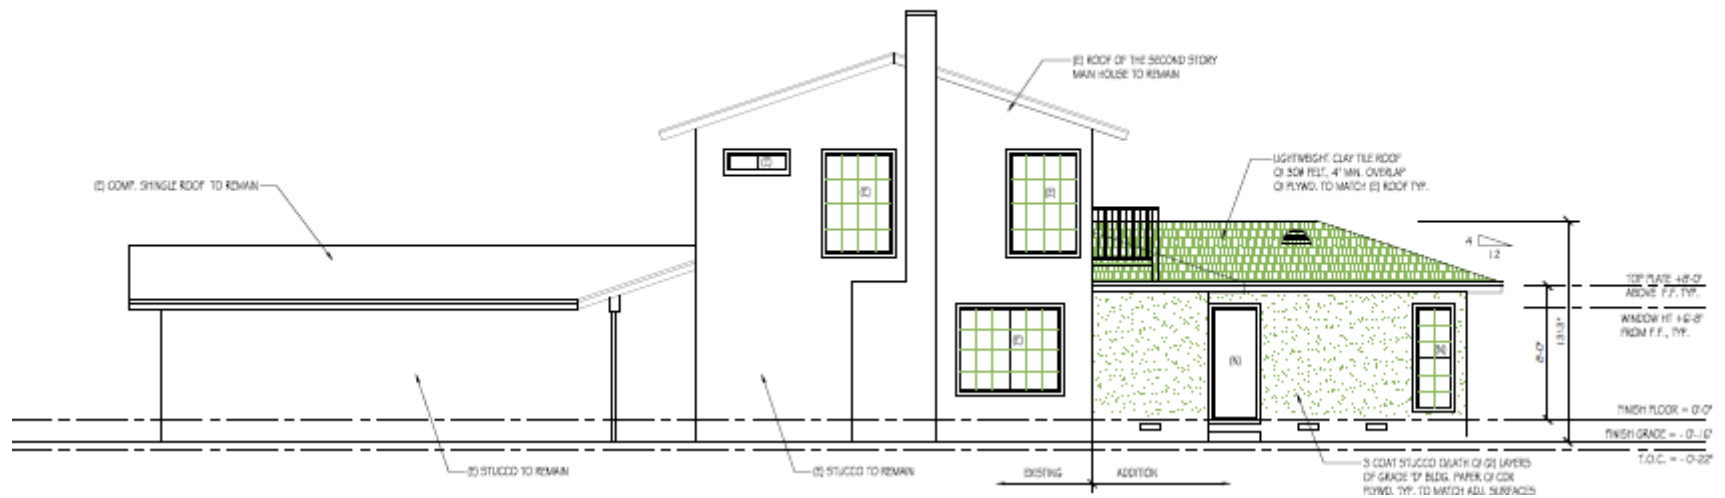 (E) ROOF OF THE SECOND STORY
MAIN HOUSE TO REMAIN
(E) COMP. SHINGLE ROOF TO REMAIN
LIGHTWEIGHT CLAY TILE ROOF
O/ 30# FELT, 4" MIN. OVERLAP
O/ PLYWD. TO MATCH (E) ROOF TYP.
(E)
(E)
(E)
4
12
TOP PLATE +8'-0"
ABOVE F.F. TYP.
WINDOW HT +6'-8"
FROM F.F., TYP.
(E)
(N)
(N)
8'-0"
13'-3"
FINISH FLOOR = 0'-0"
FINISH GRADE = - 0'-16"
T.O.C. = - 0'-22"
(E) STUCCO TO REMAIN
(E) STUCCO TO REMAIN
EXISTING
ADDITION
3 COAT STUCCO O/LATH O/ (2) LAYERS
OF GRADE 'D' BLDG. PAPER O/ CDX
PLYWD. TYP. TO MATCH ADJ. SURFACES